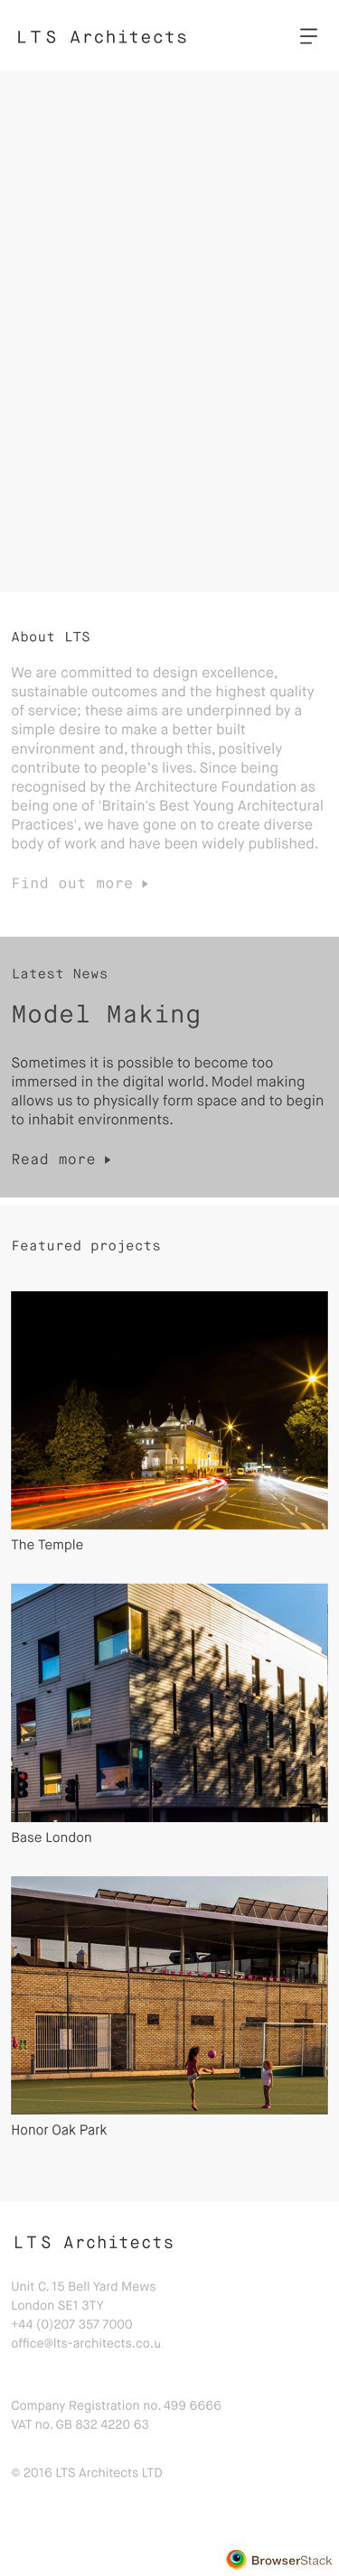 LTS Architects
About LTS
We are committed to design excellence,
sustainable outcomes and the highest quality
of service; these aims are underpinned by a
simple desire to make a better built
environment and, through this, positively
contribute to people's lives. Since being
recognised by the Architecture Foundation as
being one of 'Britain's Best Young Architectural
Practices', we have gone on to create diverse
body of work and have been widely published.
Find out more
Latest News
Model Making
Sometimes it is possible to become too
immersed in the digital world. Model making
allows us to physically form space and to begin
to inhabit environments.
Read more
Featured projects
The Temple
Base London
Honor Oak Park
LTS Architects
Unit C. 15 Bell Yard Mews
London SE1 3TY
+44 (0)207 357 7000
office@lts-architects.co.u
Company Registration no. 499 6666
VAT no. GB 832 4220 63
© 2016 LTS Architects LTD
BrowserStack